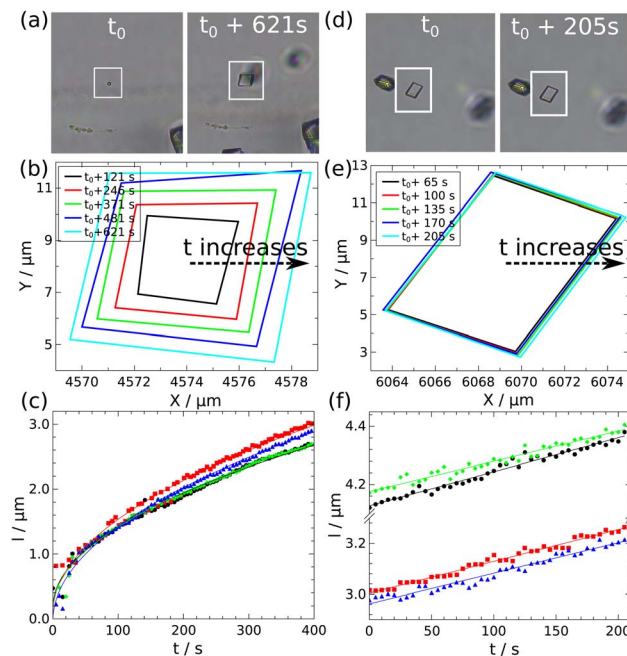 (a)
t₀
t₀ + 621s
(b)
t₀+121 s
t₀+246 s
t₀+371 s
t₀+481 s
t₀+621 s
t increases
11
9
7
5
Y / μm
4570 4572 4574 4576 4578
X / μm
(c)
3.0
2.0
1.0
0.0
l / μm
0 100 200 300 400
t / s
(d)
t₀
t₀ + 205s
(e)
t₀+ 65 s
t₀+ 100 s
t₀+ 135 s
t₀+ 170 s
t₀+ 205 s
t increases
13
11
9
7
5
3
Y / μm
6064 6066 6068 6070 6072 6074
X / μm
(f)
4.4
4.2
3.2
3.0
l / μm
0 50 100 150 200
t / s